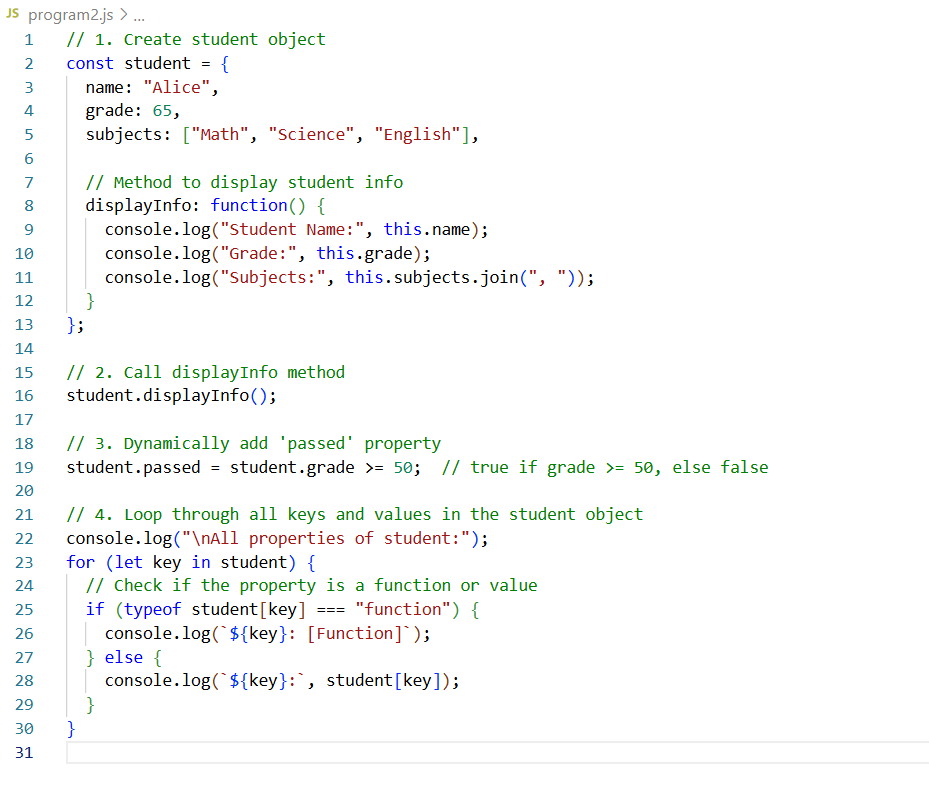 JS program2.js > ...
1 // 1. Create student object
2 const student = {
3   name: "Alice",
4   grade: 65,
5   subjects: ["Math", "Science", "English"],
6
7   // Method to display student info
8   displayInfo: function() {
9     console.log("Student Name:", this.name);
10     console.log("Grade:", this.grade);
11     console.log("Subjects:", this.subjects.join(", "));
12   }
13 };
14
15 // 2. Call displayInfo method
16 student.displayInfo();
17
18 // 3. Dynamically add 'passed' property
19 student.passed = student.grade >= 50;  // true if grade >= 50, else false
20
21 // 4. Loop through all keys and values in the student object
22 console.log("\nAll properties of student:");
23 for (let key in student) {
24   // Check if the property is a function or value
25   if (typeof student[key] === "function") {
26     console.log(`${key}: [Function]`);
27   } else {
28     console.log(`${key}:`, student[key]);
29   }
30 }
31